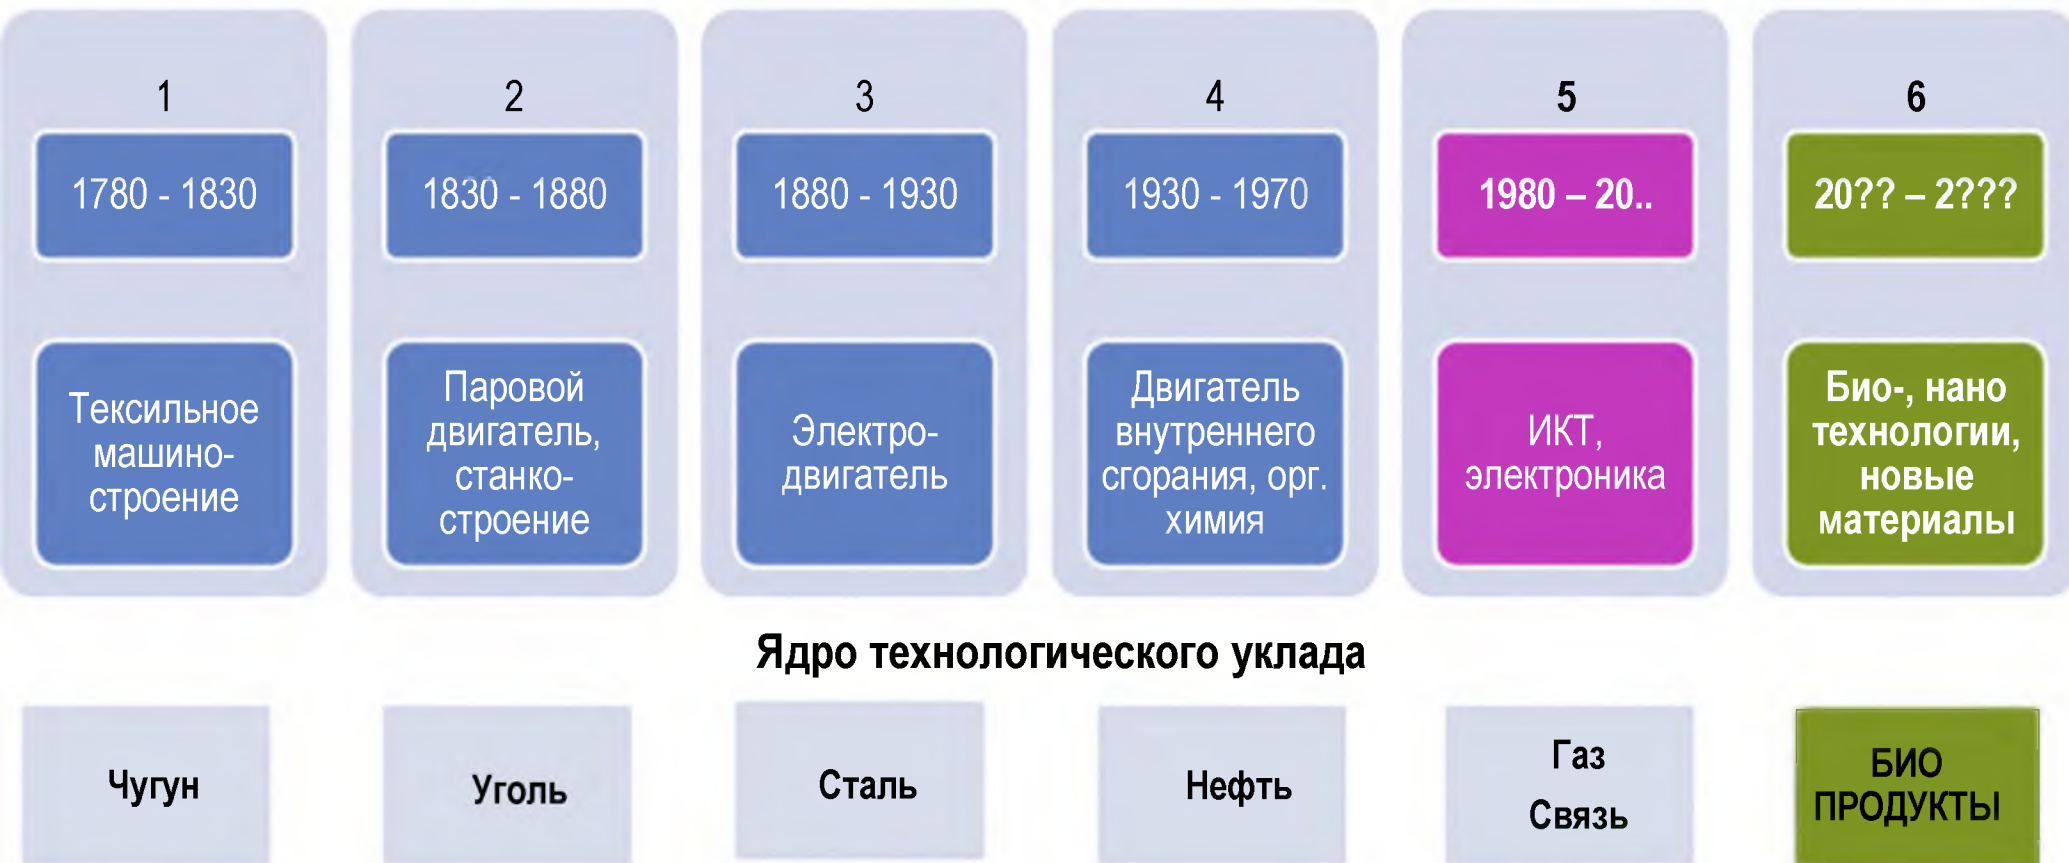 1
1780 - 1830
Тексильное
машино-
строение
2
1830 - 1880
Паровой
двигатель,
станко-
строение
3
1880 - 1930
Электро-
двигатель
4
1930 - 1970
Двигатель
внутреннего
сгорания, орг.
химия
5
1980 – 20..
ИКТ,
электроника
6
20?? – 2???
Био-, нано
технологии,
новые
материалы
Ядро технологического уклада
Чугун
Уголь
Сталь
Нефть
Газ
Связь
БИО
ПРОДУКТЫ